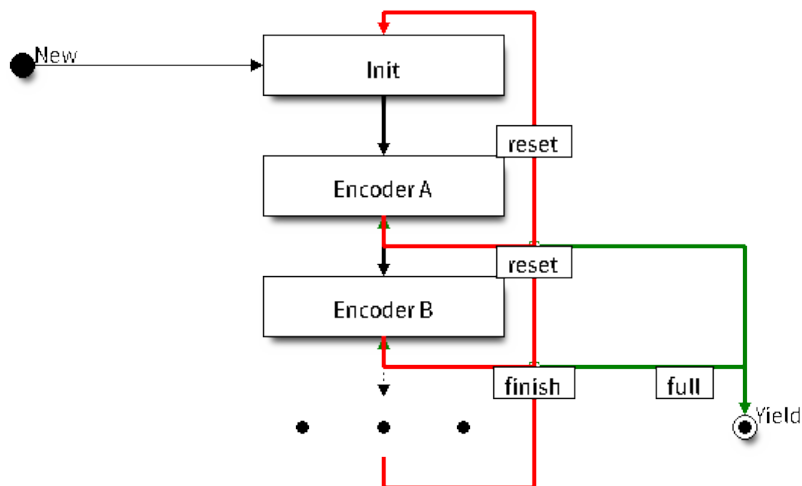 New
Init
reset
Encoder A
reset
Encoder B
finish
full
Yield